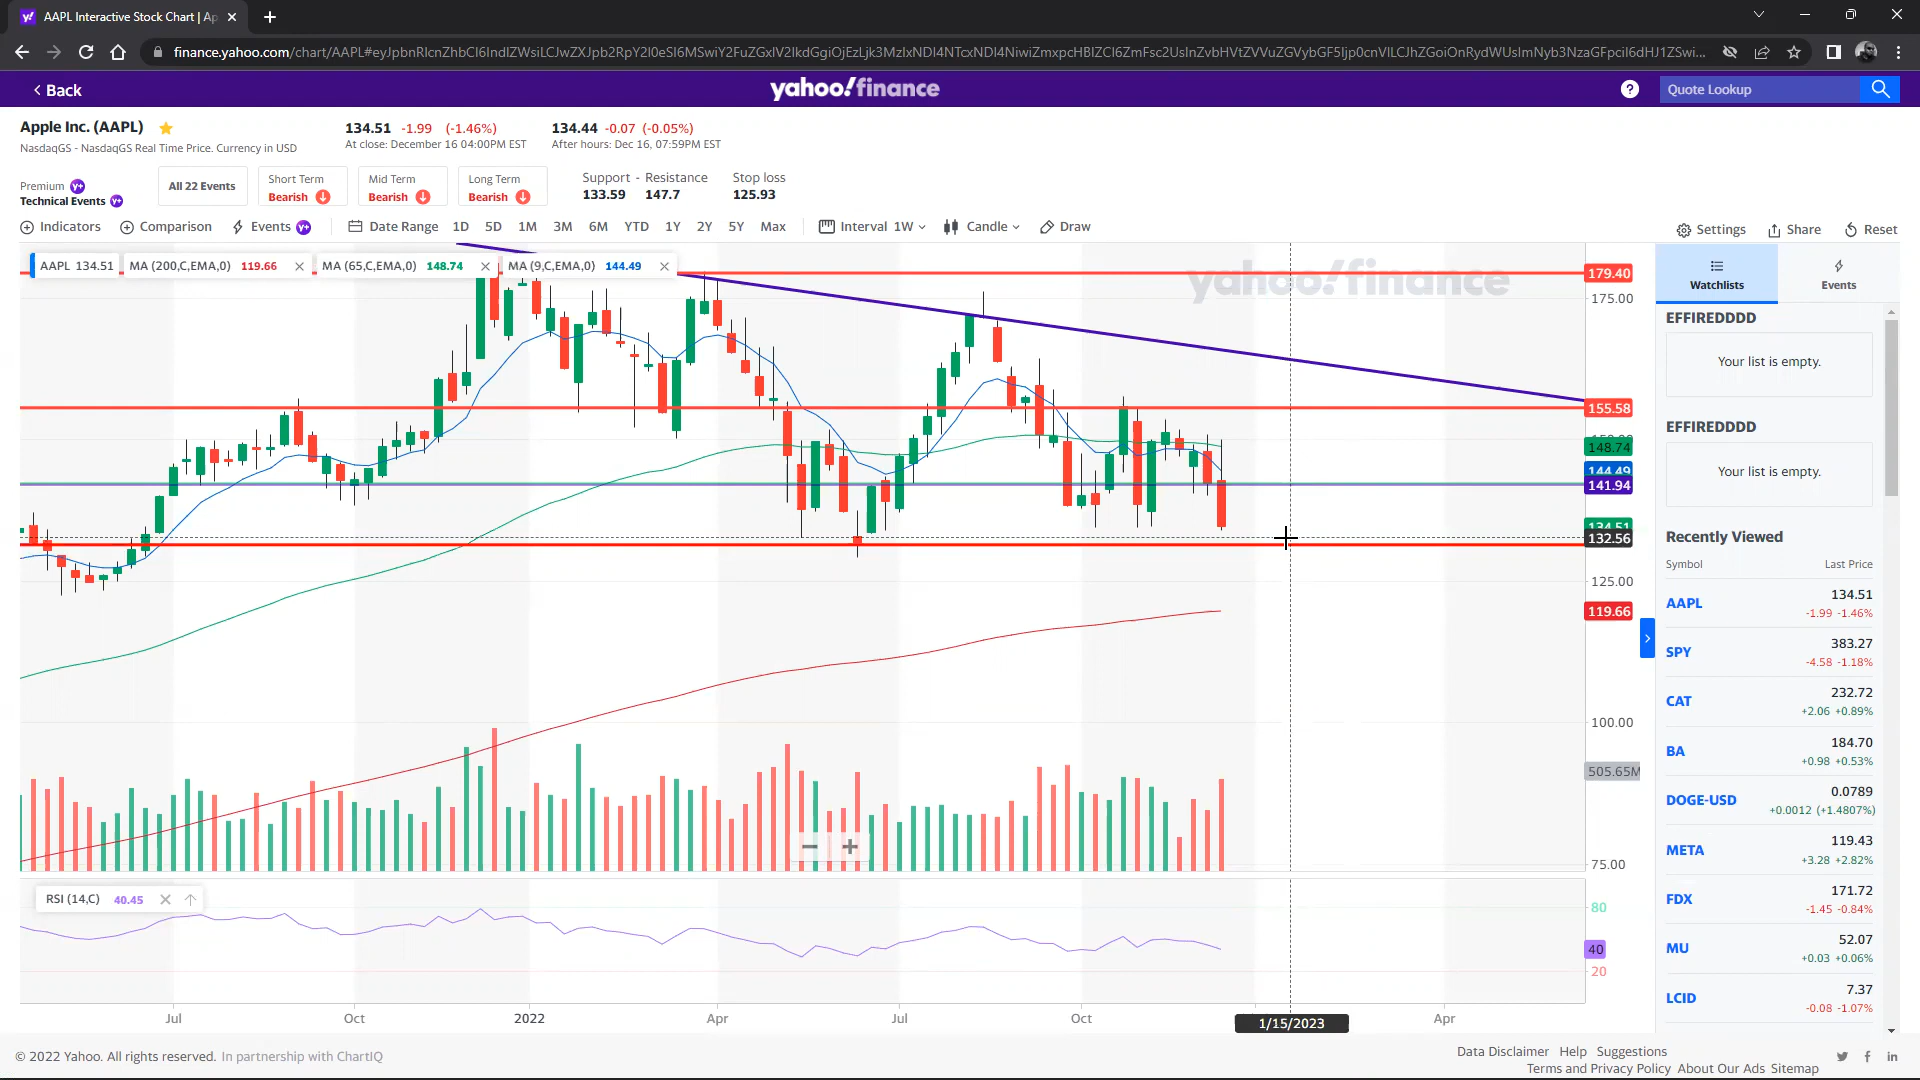 AAPL Interactive Stock Chart | Ap
finance.yahoo.com/chart/AAPL#
Back
yahoo!finance
Quote Lookup
Apple Inc. (AAPL)
134.51 -1.99 (-1.46%)
134.44 -0.07 (-0.05%)
NasdaqGS - NasdaqGS Real Time Price. Currency in USD
At close: December 16 04:00PM EST
After hours: Dec 16, 07:59PM EST
Premium Y+
Technical Events Y+
All 22 Events
Short Term
Bearish
Mid Term
Bearish
Long Term
Bearish
Support - Resistance
133.59 147.7
Stop loss
125.93
Indicators
Comparison
Events Y+
Date Range
1D
5D
1M
3M
6M
YTD
1Y
2Y
5Y
Max
Interval 1W
Candle
Draw
Settings
Share
Reset
AAPL 134.51
MA (200,C,EMA,0) 119.66
MA (65,C,EMA,0) 148.74
MA (9,C,EMA,0) 144.49
yahoo!finance
179.40
175.00
155.58
148.74
144.49
141.94
134.51
132.56
125.00
119.66
100.00
505.65M
75.00
RSI (14,C) 40.45
80
40
20
Jul
Oct
2022
Apr
Jul
Oct
1/15/2023
Apr
Watchlists
Events
EFFIREDDDD
Your list is empty.
EFFIREDDDD
Your list is empty.
Recently Viewed
Symbol
Last Price
AAPL
134.51
-1.99 -1.46%
SPY
383.27
-4.58 -1.18%
CAT
232.72
+2.06 +0.89%
BA
184.70
+0.98 +0.53%
DOGE-USD
0.0789
+0.0012 (+1.4807%)
META
119.43
+3.28 +2.82%
FDX
171.72
-1.45 -0.84%
MU
52.07
+0.03 +0.06%
LCID
7.37
-0.08 -1.07%
© 2022 Yahoo. All rights reserved. In partnership with ChartIQ
Data Disclaimer Help Suggestions
Terms and Privacy Policy About Our Ads Sitemap